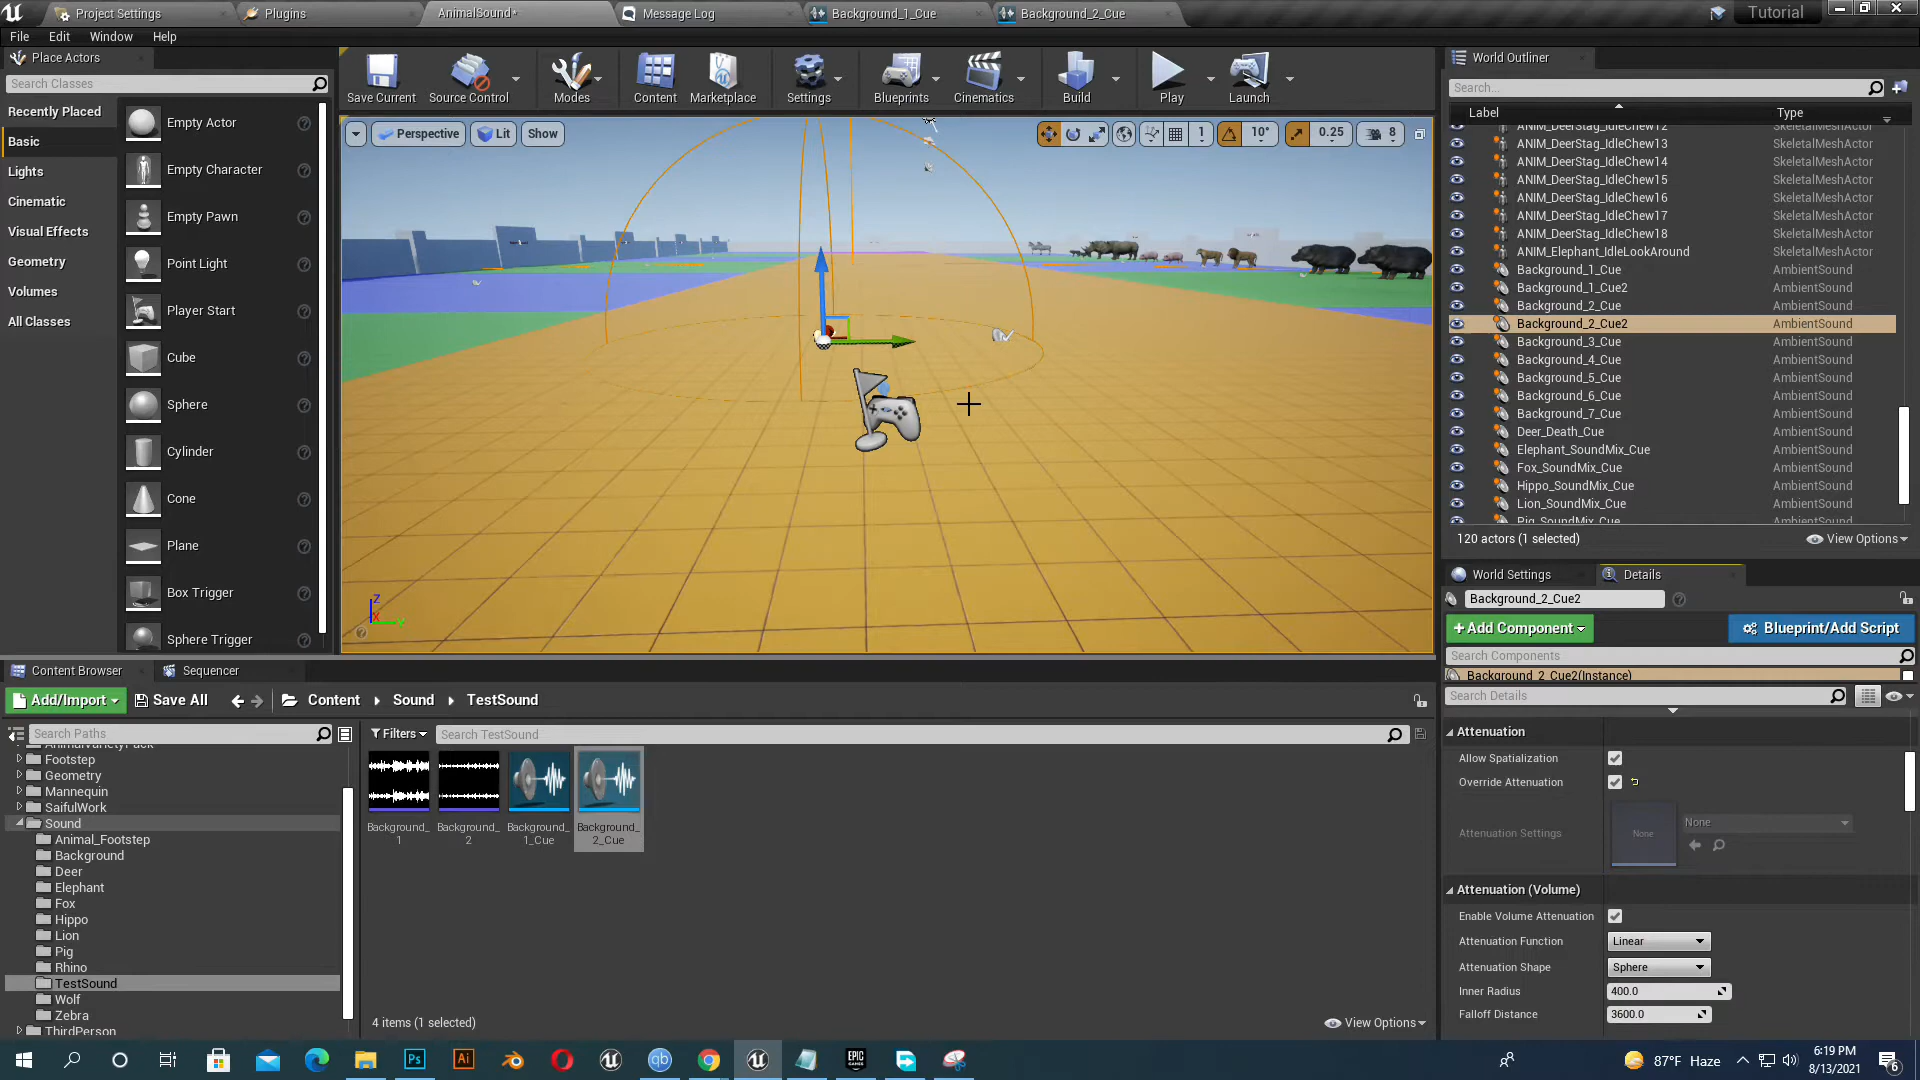 Project Settings
Plugins
AnimalSound*
Message Log
Background_1_Cue
Background_2_Cue
Tutorial
File Edit Window Help
Place Actors
Search Classes
Recently Placed
Basic
Lights
Cinematic
Visual Effects
Geometry
Volumes
All Classes
Empty Actor
Empty Character
Empty Pawn
Point Light
Player Start
Cube
Sphere
Cylinder
Cone
Plane
Box Trigger
Sphere Trigger
Save Current
Source Control
Modes
Content
Marketplace
Settings
Blueprints
Cinematics
Build
Play
Launch
Perspective
Lit
Show
1
10°
0.25
8
Z
X
Y
World Outliner
Search...
Label Type
ANIM_DeerStag_IdleChew12 SkeletalMeshActor
ANIM_DeerStag_IdleChew13 SkeletalMeshActor
ANIM_DeerStag_IdleChew14 SkeletalMeshActor
ANIM_DeerStag_IdleChew15 SkeletalMeshActor
ANIM_DeerStag_IdleChew16 SkeletalMeshActor
ANIM_DeerStag_IdleChew17 SkeletalMeshActor
ANIM_DeerStag_IdleChew18 SkeletalMeshActor
ANIM_Elephant_IdleLookAround SkeletalMeshActor
Background_1_Cue AmbientSound
Background_1_Cue2 AmbientSound
Background_2_Cue AmbientSound
Background_2_Cue2 AmbientSound
Background_3_Cue AmbientSound
Background_4_Cue AmbientSound
Background_5_Cue AmbientSound
Background_6_Cue AmbientSound
Background_7_Cue AmbientSound
Deer_Death_Cue AmbientSound
Elephant_SoundMix_Cue AmbientSound
Fox_SoundMix_Cue AmbientSound
Hippo_SoundMix_Cue AmbientSound
Lion_SoundMix_Cue AmbientSound
Pig_SoundMix_Cue AmbientSound
120 actors (1 selected)
View Options
World Settings
Details
Background_2_Cue2
+Add Component
Blueprint/Add Script
Search Components
Background_2_Cue2(Instance)
Search Details
Attenuation
Allow Spatialization
Override Attenuation
Attenuation Settings None None
Attenuation (Volume)
Enable Volume Attenuation
Attenuation Function Linear
Attenuation Shape Sphere
Inner Radius 400.0
Falloff Distance 3600.0
Content Browser
Sequencer
Add/Import
Save All
Content
Sound
TestSound
Search Paths
Filters
Search TestSound
AnimalVarietyPack
Footstep
Geometry
Mannequin
SaifulWork
Sound
Animal_Footstep
Background
Deer
Elephant
Fox
Hippo
Lion
Pig
Rhino
TestSound
Wolf
Zebra
ThirdPerson
Background_
1
Background_
2
Background_
1_Cue
Background_
2_Cue
4 items (1 selected)
View Options
Ps
Ai
qb
EPIC
GAMES
87°F Haze
6:19 PM
8/13/2021
6